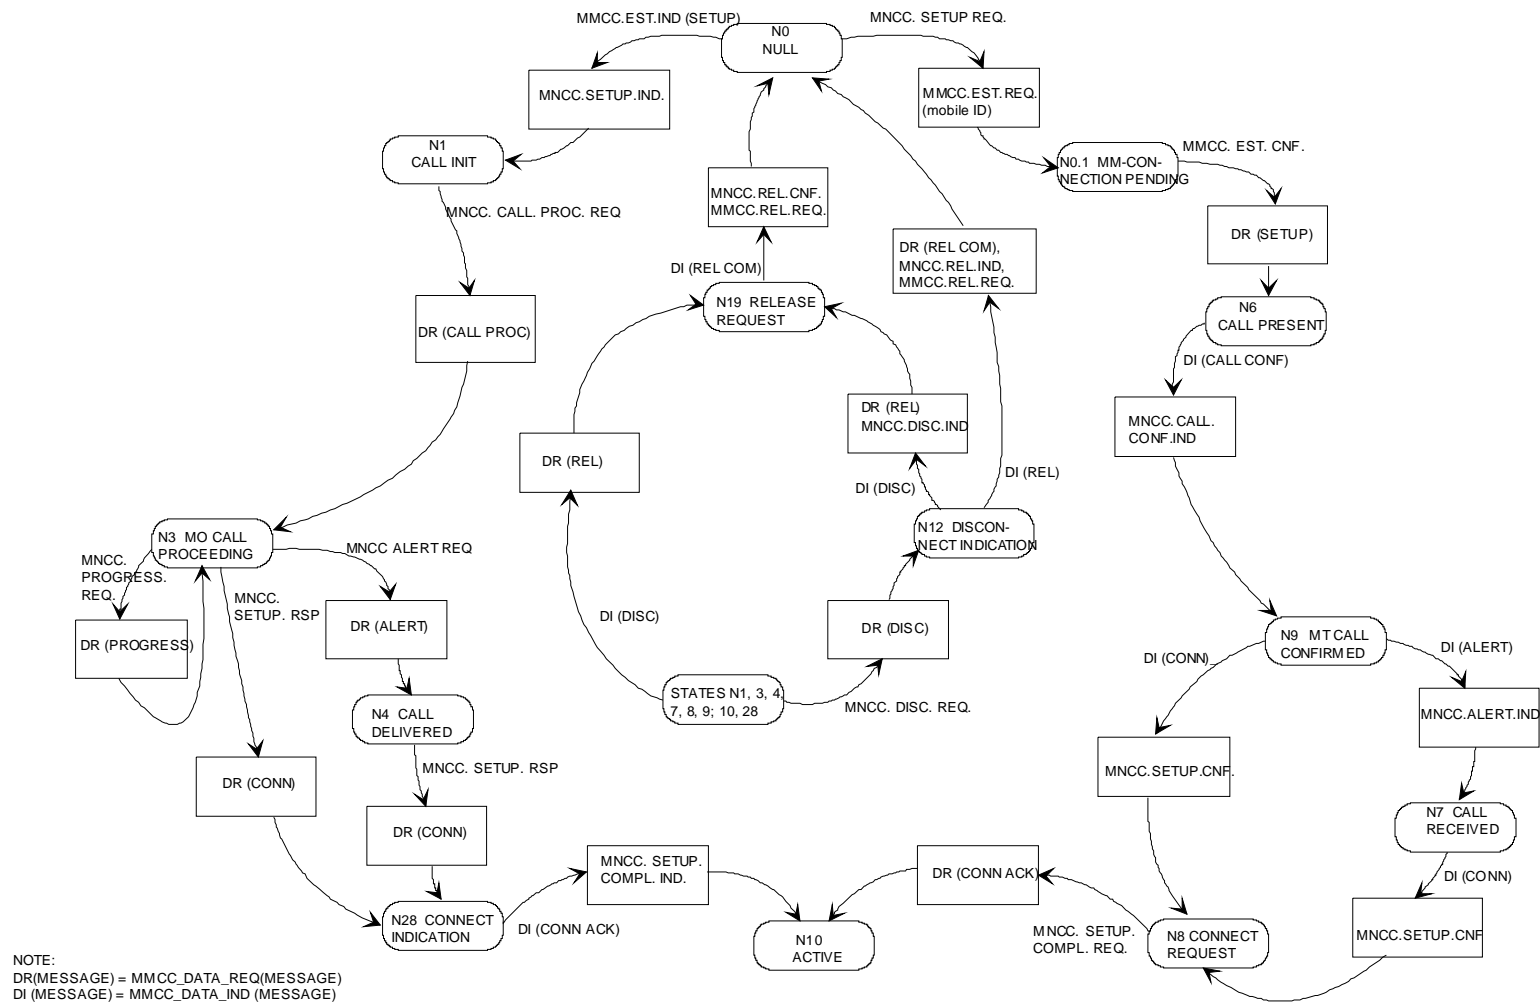 MMCC.EST.IND (SETUP)
N0
NULL
MNCC. SETUP REQ.
MNCC.SETUP.IND.
MMCC.EST.REQ.
(mobile ID)
N1
CALL INIT
N0.1 MM-CON-
NECTION PENDING
MMCC. EST. CNF.
MNCC. CALL. PROC. REQ
MNCC.REL.CNF.
MMCC.REL.REQ.
DR (SETUP)
DR (REL COM),
MNCC.REL.IND,
MMCC.REL.REQ.
DI (REL COM)
N19 RELEASE
REQUEST
N6
CALL PRESENT
DR (CALL PROC)
DI (CALL CONF)
DR (REL)
MNCC.DISC.IND
MNCC. CALL.
CONF.IND
DR (REL)
DI (DISC)
DI (REL)
N3 MO CALL
PROCEEDING
MNCC ALERT REQ
N12 DISCON-
NECT INDICATION
MNCC.
PROGRESS.
REQ.
MNCC.
SETUP. RSP
DI (DISC)
DR (PROGRESS)
DR (ALERT)
DR (DISC)
N9 MT CALL
CONFIRMED
DI (CONN)
DI (ALERT)
STATES N1, 3, 4,
7, 8, 9; 10, 28
MNCC. DISC. REQ.
N4 CALL
DELIVERED
MNCC.ALERT.IND
MNCC. SETUP. RSP
MNCC.SETUP.CNF.
DR (CONN)
DR (CONN)
N7 CALL
RECEIVED
MNCC. SETUP.
COMPL. IND.
DR (CONN ACK)
DI (CONN)
N28 CONNECT
INDICATION
DI (CONN ACK)
N10
ACTIVE
MNCC. SETUP.
COMPL. REQ.
N8 CONNECT
REQUEST
MNCC.SETUP.CNF
NOTE:
DR(MESSAGE) = MMCC_DATA_REQ(MESSAGE)
DI (MESSAGE) = MMCC_DATA_IND (MESSAGE)